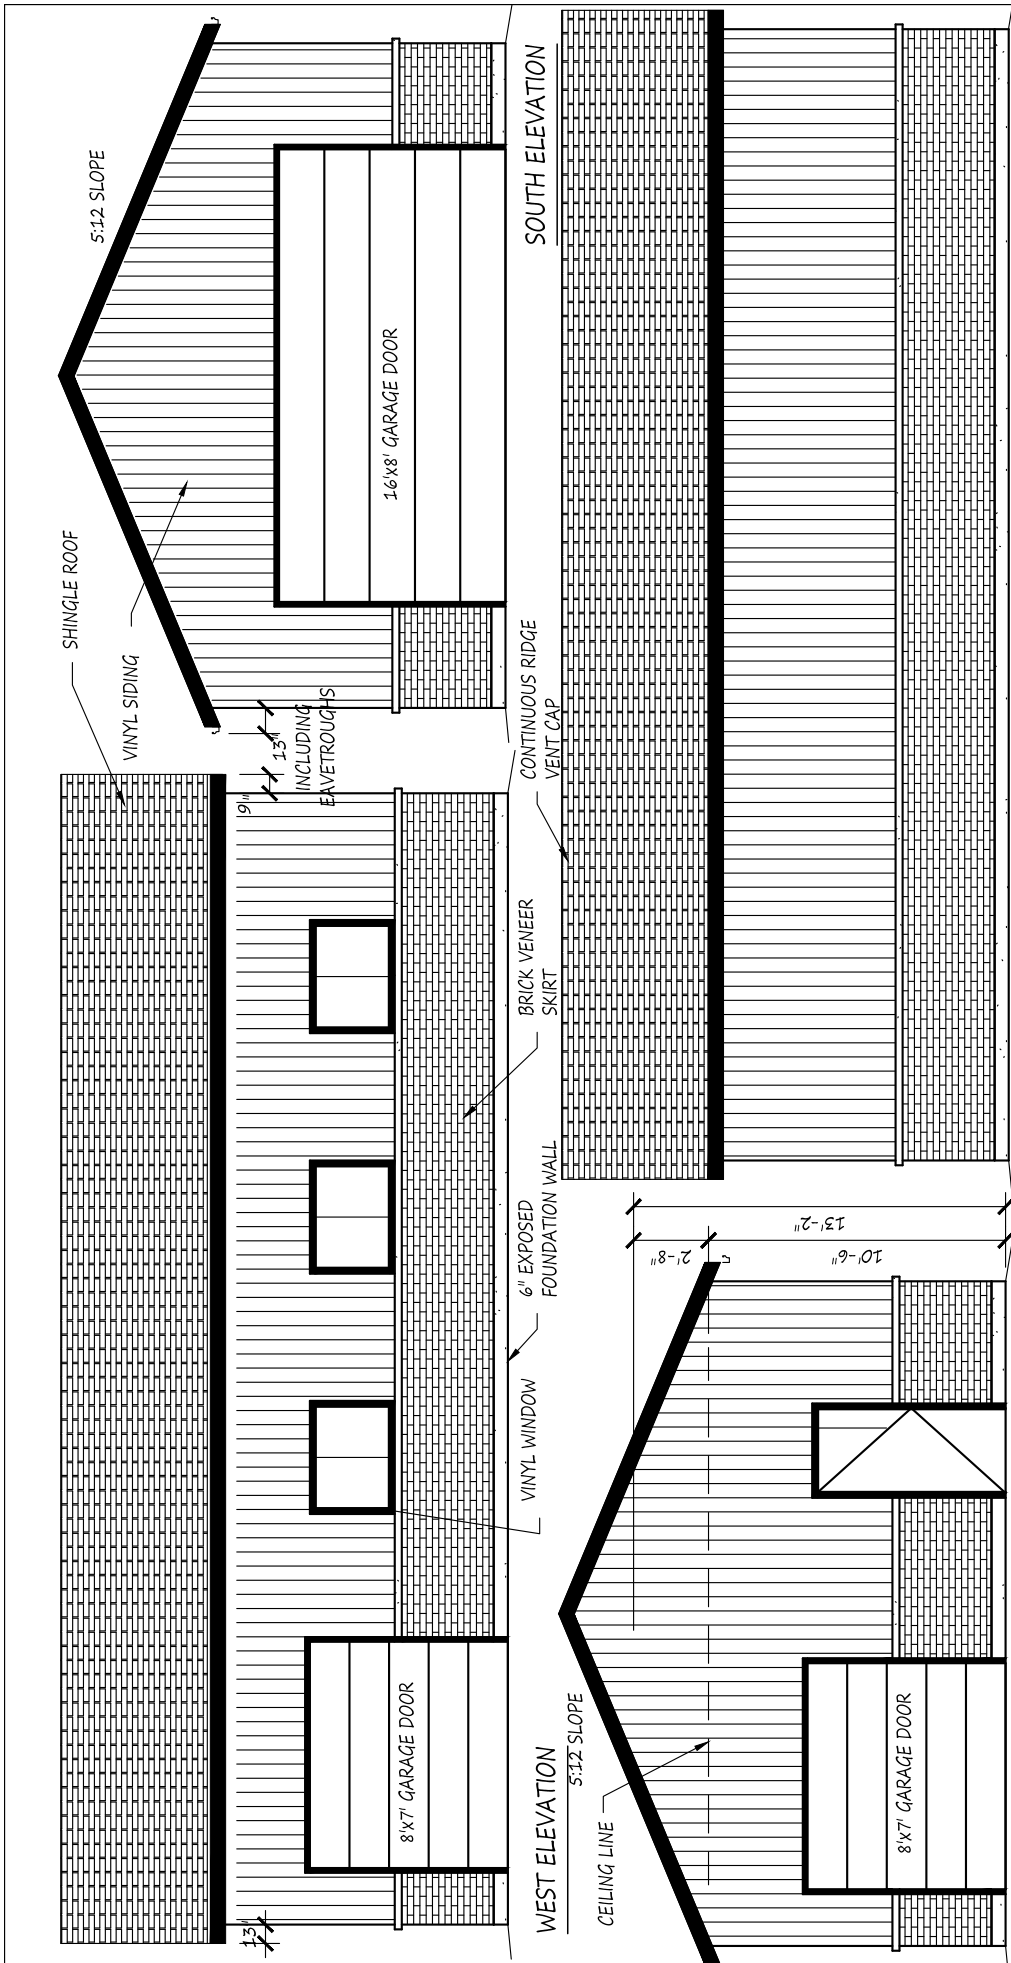 SHINGLE ROOF
VINYL SIDING
5:12 SLOPE
16'x8' GARAGE DOOR
13"
INCLUDING
EAVETROUGHS
9"
13"
8'x7' GARAGE DOOR
WEST ELEVATION
VINYL WINDOW
6" EXPOSED
FOUNDATION WALL
BRICK VENEER
SKIRT
CONTINUOUS RIDGE
VENT CAP
SOUTH ELEVATION
5:12 SLOPE
CEILING LINE
8'x7' GARAGE DOOR
2'-8"
10'-6"
13'-2"